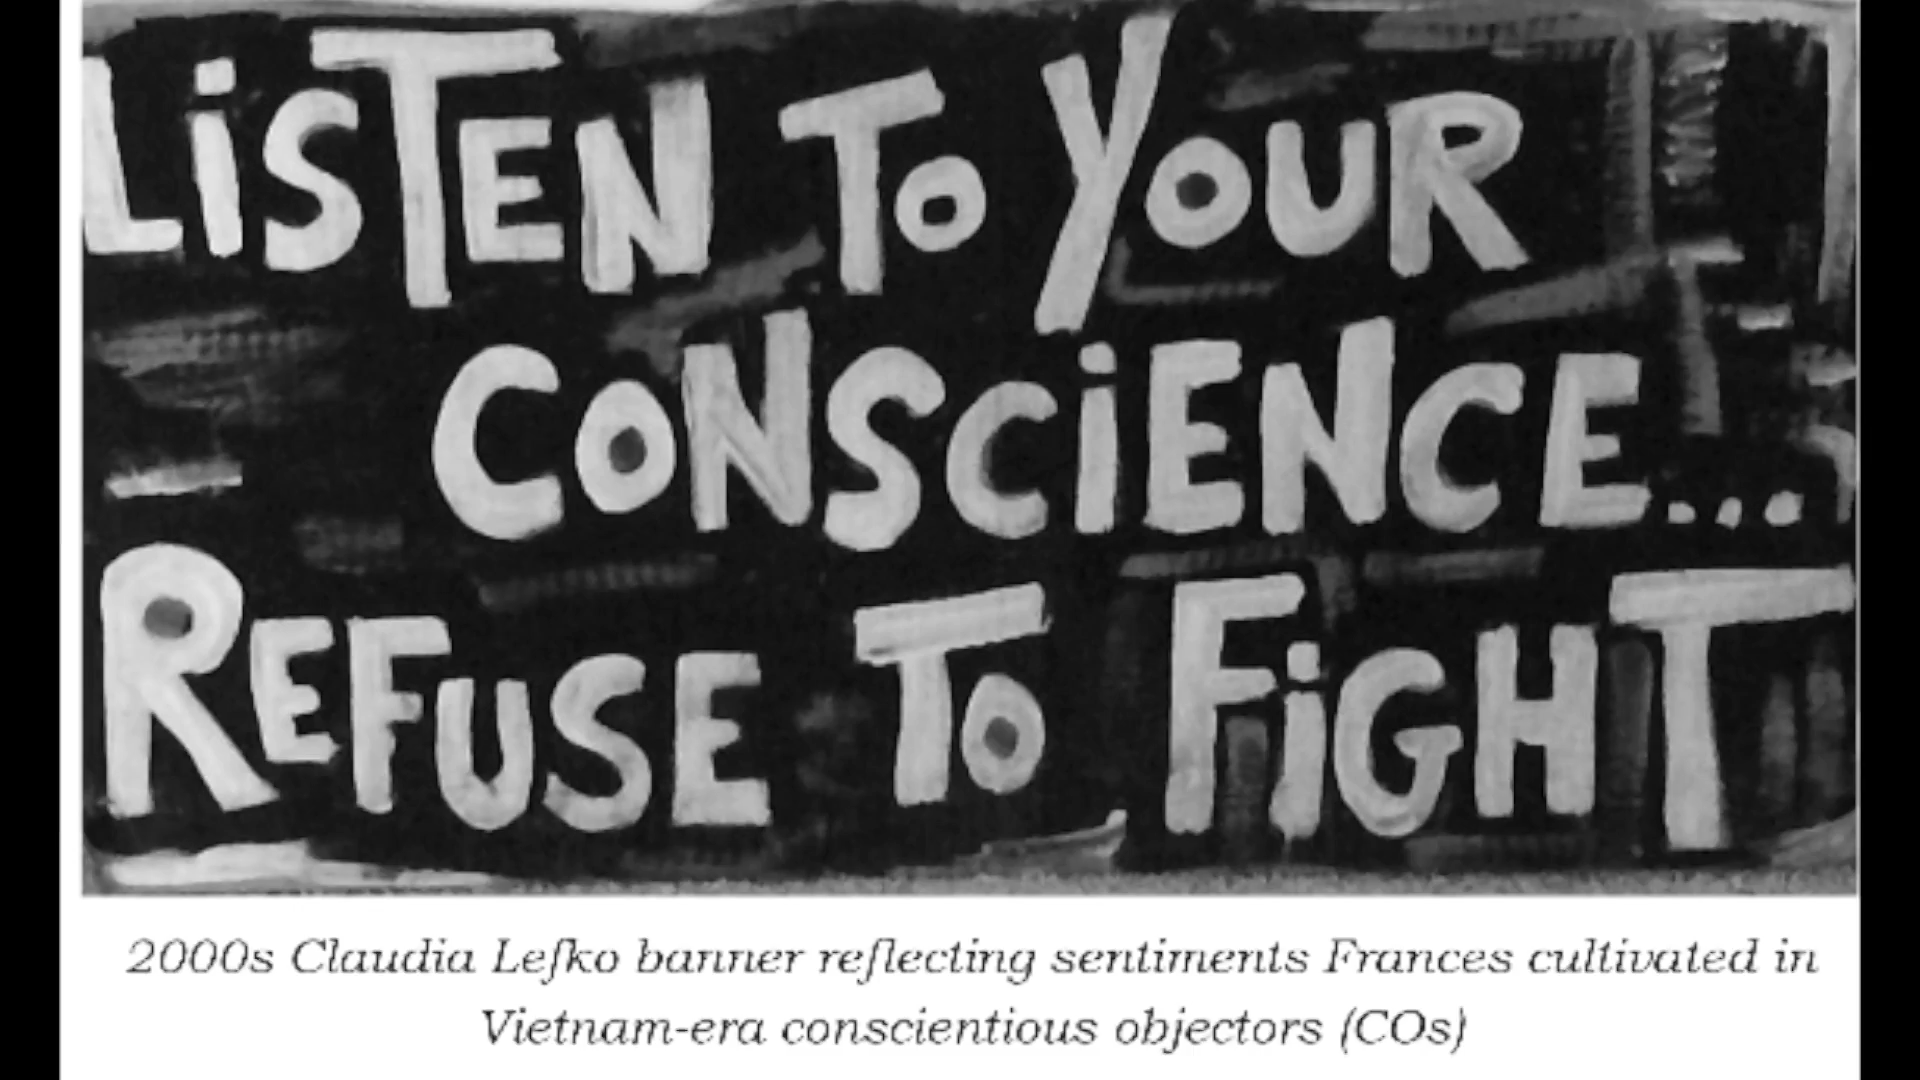 LiSTEN To YoUR
CoNSCiENCE...
REFUSE To FiGHT
2000s Claudia Lefko banner reflecting sentiments Frances cultivated in
Vietnam-era conscientious objectors (COs)